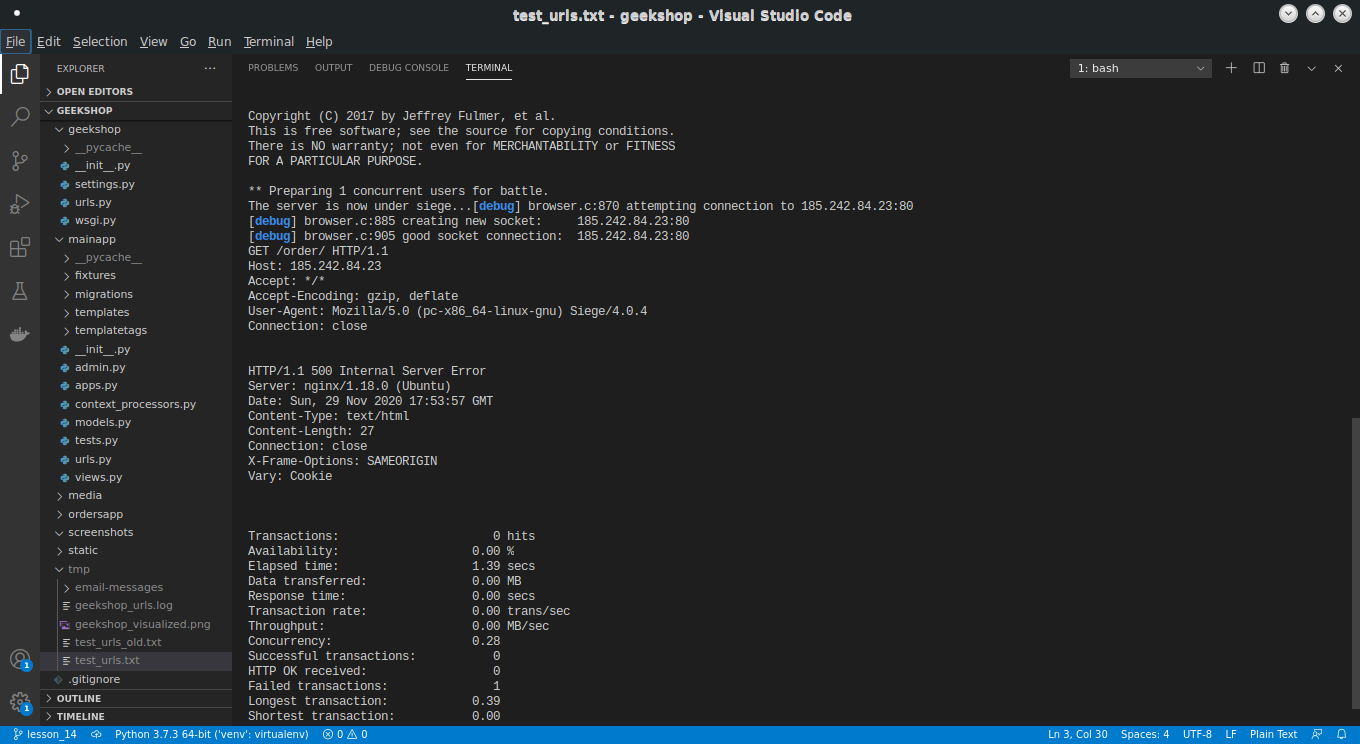 test_urls.txt - geekshop - Visual Studio Code
File Edit Selection View Go Run Terminal Help
EXPLORER ...
OPEN EDITORS
GEEKSHOP
geekshop
__pycache__
__init__.py
settings.py
urls.py
wsgi.py
mainapp
__pycache__
fixtures
migrations
templates
templatetags
__init__.py
admin.py
apps.py
context_processors.py
models.py
tests.py
urls.py
views.py
media
ordersapp
screenshots
static
tmp
email-messages
geekshop_urls.log
geekshop_visualized.png
test_urls_old.txt
test_urls.txt
.gitignore
OUTLINE
TIMELINE
1
1
PROBLEMS OUTPUT DEBUG CONSOLE TERMINAL 1: bash
Copyright (C) 2017 by Jeffrey Fulmer, et al.
This is free software; see the source for copying conditions.
There is NO warranty; not even for MERCHANTABILITY or FITNESS
FOR A PARTICULAR PURPOSE.
** Preparing 1 concurrent users for battle.
The server is now under siege...[debug] browser.c:870 attempting connection to 185.242.84.23:80
[debug] browser.c:885 creating new socket: 185.242.84.23:80
[debug] browser.c:905 good socket connection: 185.242.84.23:80
GET /order/ HTTP/1.1
Host: 185.242.84.23
Accept: */*
Accept-Encoding: gzip, deflate
User-Agent: Mozilla/5.0 (pc-x86_64-linux-gnu) Siege/4.0.4
Connection: close
HTTP/1.1 500 Internal Server Error
Server: nginx/1.18.0 (Ubuntu)
Date: Sun, 29 Nov 2020 17:53:57 GMT
Content-Type: text/html
Content-Length: 27
Connection: close
X-Frame-Options: SAMEORIGIN
Vary: Cookie
Transactions: 0 hits
Availability: 0.00 %
Elapsed time: 1.39 secs
Data transferred: 0.00 MB
Response time: 0.00 secs
Transaction rate: 0.00 trans/sec
Throughput: 0.00 MB/sec
Concurrency: 0.28
Successful transactions: 0
HTTP OK received: 0
Failed transactions: 1
Longest transaction: 0.39
Shortest transaction: 0.00
lesson_14 Python 3.7.3 64-bit ('venv': virtualenv) 0 0 Ln 3, Col 30 Spaces: 4 UTF-8 LF Plain Text